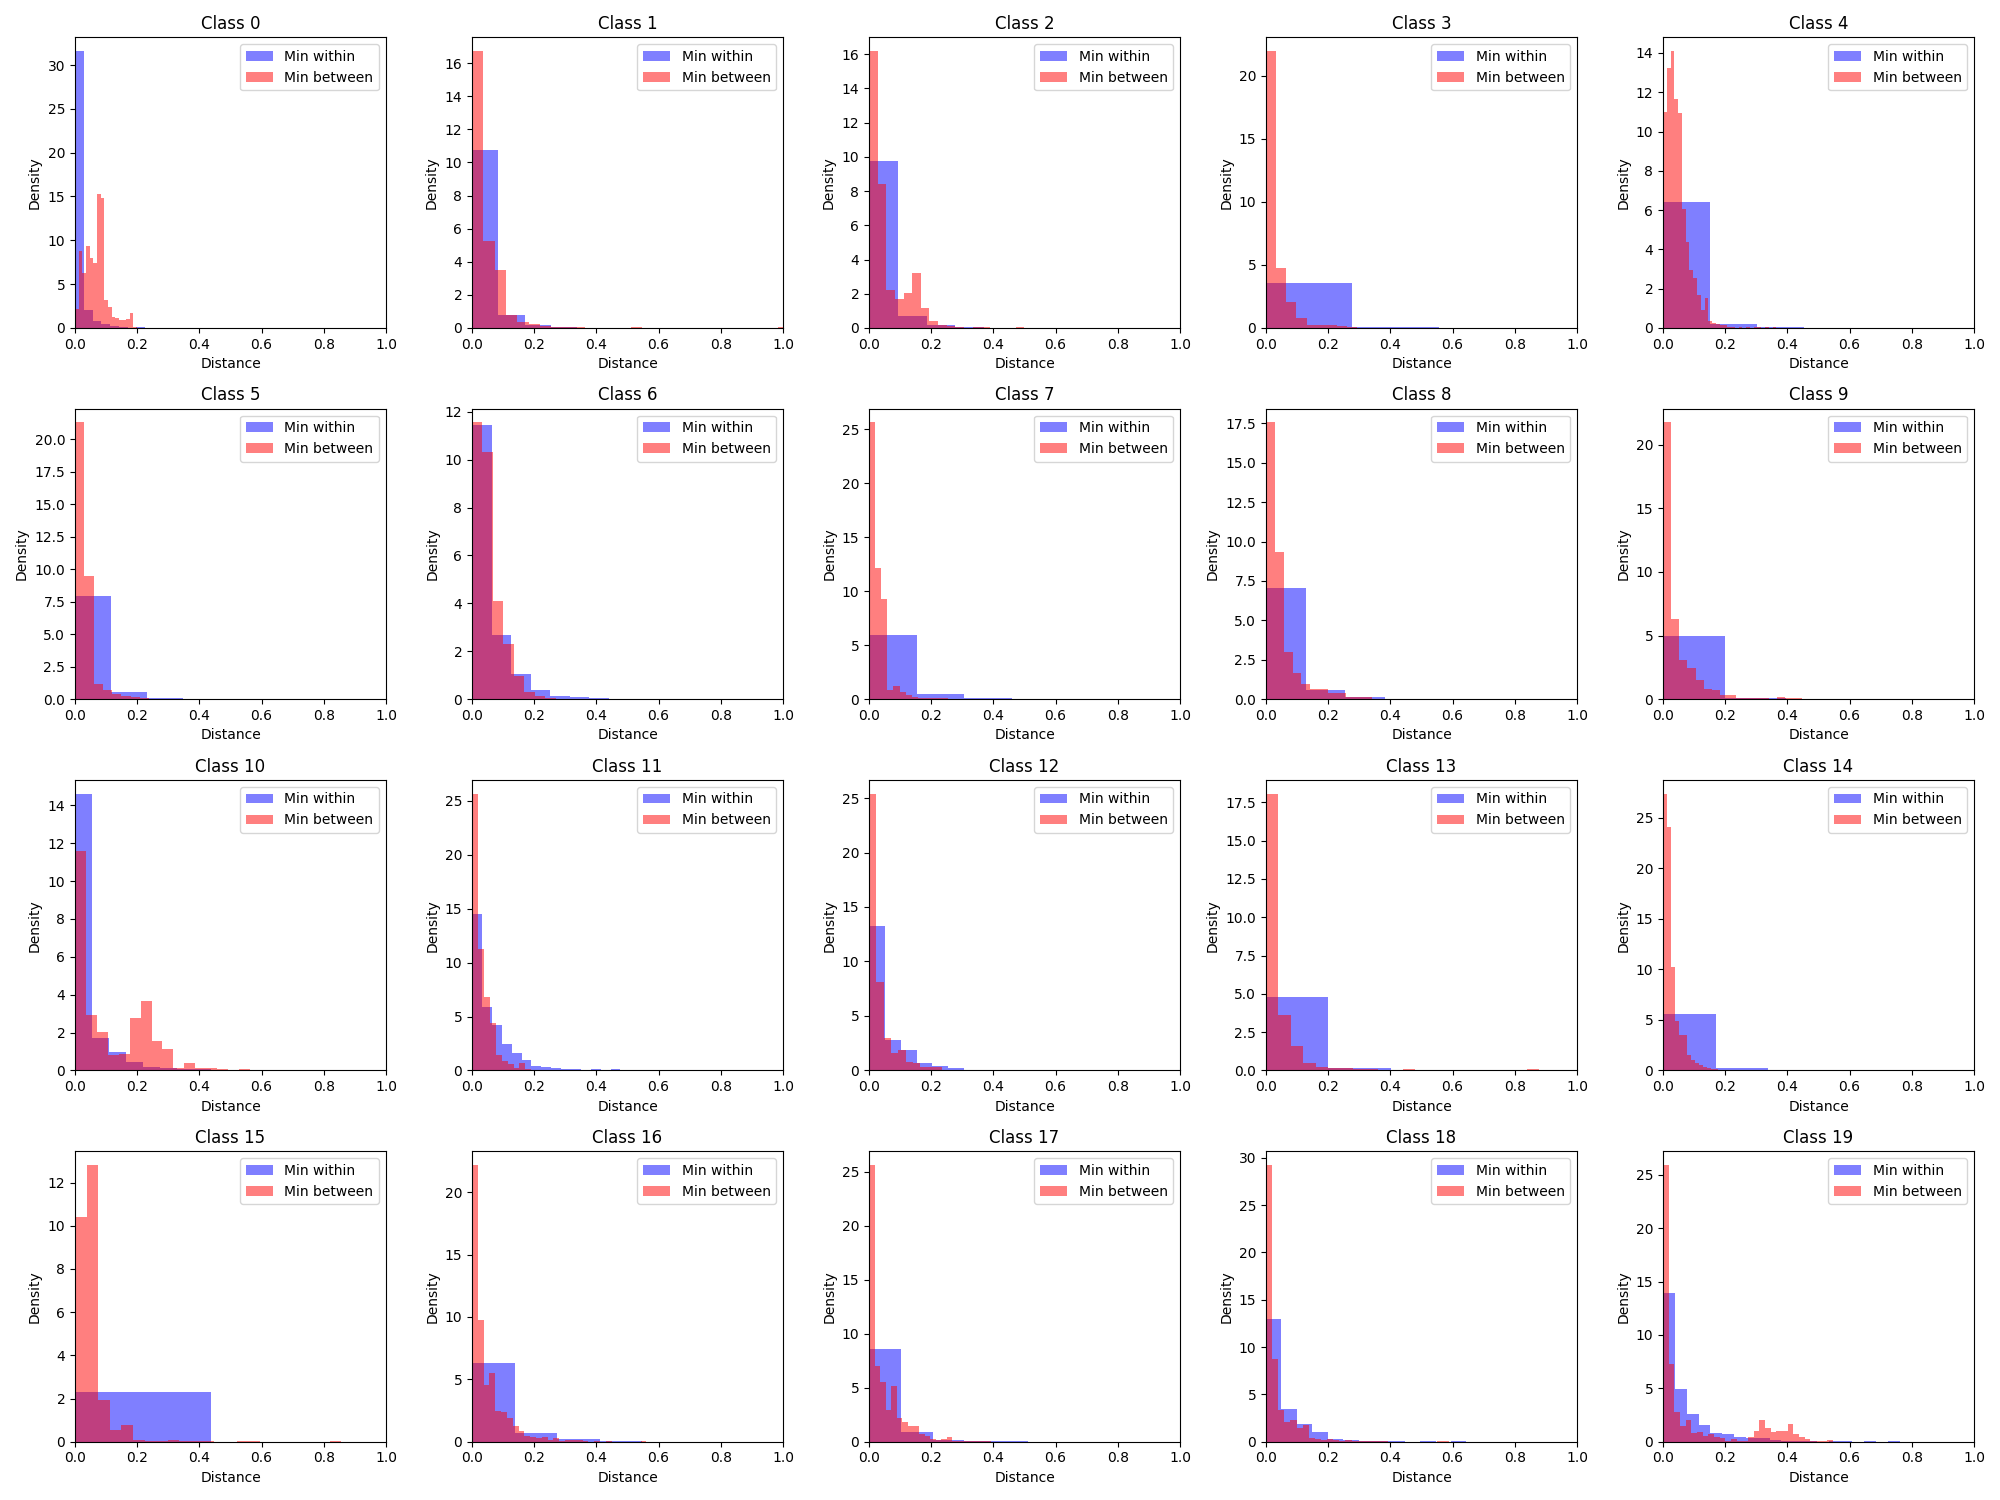 Class 0
Class 1
Class 2
Class 3
Class 4
Min within
Min between
Min within
Min between
Min within
Min between
Min within
Min between
Min within
Min between
Density
0
5
10
15
20
25
30
Density
0
2
4
6
8
10
12
14
16
Density
0
2
4
6
8
10
12
14
16
Density
0
5
10
15
20
Density
0
2
4
6
8
10
12
14
0.0 0.2 0.4 0.6 0.8 1.0
0.0 0.2 0.4 0.6 0.8 1.0
0.0 0.2 0.4 0.6 0.8 1.0
0.0 0.2 0.4 0.6 0.8 1.0
0.0 0.2 0.4 0.6 0.8 1.0
Distance
Distance
Distance
Distance
Distance
Class 5
Class 6
Class 7
Class 8
Class 9
Min within
Min between
Min within
Min between
Min within
Min between
Min within
Min between
Min within
Min between
Density
0.0
2.5
5.0
7.5
10.0
12.5
15.0
17.5
20.0
Density
0
2
4
6
8
10
12
Density
0
5
10
15
20
25
Density
0.0
2.5
5.0
7.5
10.0
12.5
15.0
17.5
Density
0
5
10
15
20
0.0 0.2 0.4 0.6 0.8 1.0
0.0 0.2 0.4 0.6 0.8 1.0
0.0 0.2 0.4 0.6 0.8 1.0
0.0 0.2 0.4 0.6 0.8 1.0
0.0 0.2 0.4 0.6 0.8 1.0
Distance
Distance
Distance
Distance
Distance
Class 10
Class 11
Class 12
Class 13
Class 14
Min within
Min between
Min within
Min between
Min within
Min between
Min within
Min between
Min within
Min between
Density
0
2
4
6
8
10
12
14
Density
0
5
10
15
20
25
Density
0
5
10
15
20
25
Density
0.0
2.5
5.0
7.5
10.0
12.5
15.0
17.5
Density
0
5
10
15
20
25
0.0 0.2 0.4 0.6 0.8 1.0
0.0 0.2 0.4 0.6 0.8 1.0
0.0 0.2 0.4 0.6 0.8 1.0
0.0 0.2 0.4 0.6 0.8 1.0
0.0 0.2 0.4 0.6 0.8 1.0
Distance
Distance
Distance
Distance
Distance
Class 15
Class 16
Class 17
Class 18
Class 19
Min within
Min between
Min within
Min between
Min within
Min between
Min within
Min between
Min within
Min between
Density
0
2
4
6
8
10
12
Density
0
5
10
15
20
Density
0
5
10
15
20
25
Density
0
5
10
15
20
25
30
Density
0
5
10
15
20
25
0.0 0.2 0.4 0.6 0.8 1.0
0.0 0.2 0.4 0.6 0.8 1.0
0.0 0.2 0.4 0.6 0.8 1.0
0.0 0.2 0.4 0.6 0.8 1.0
0.0 0.2 0.4 0.6 0.8 1.0
Distance
Distance
Distance
Distance
Distance